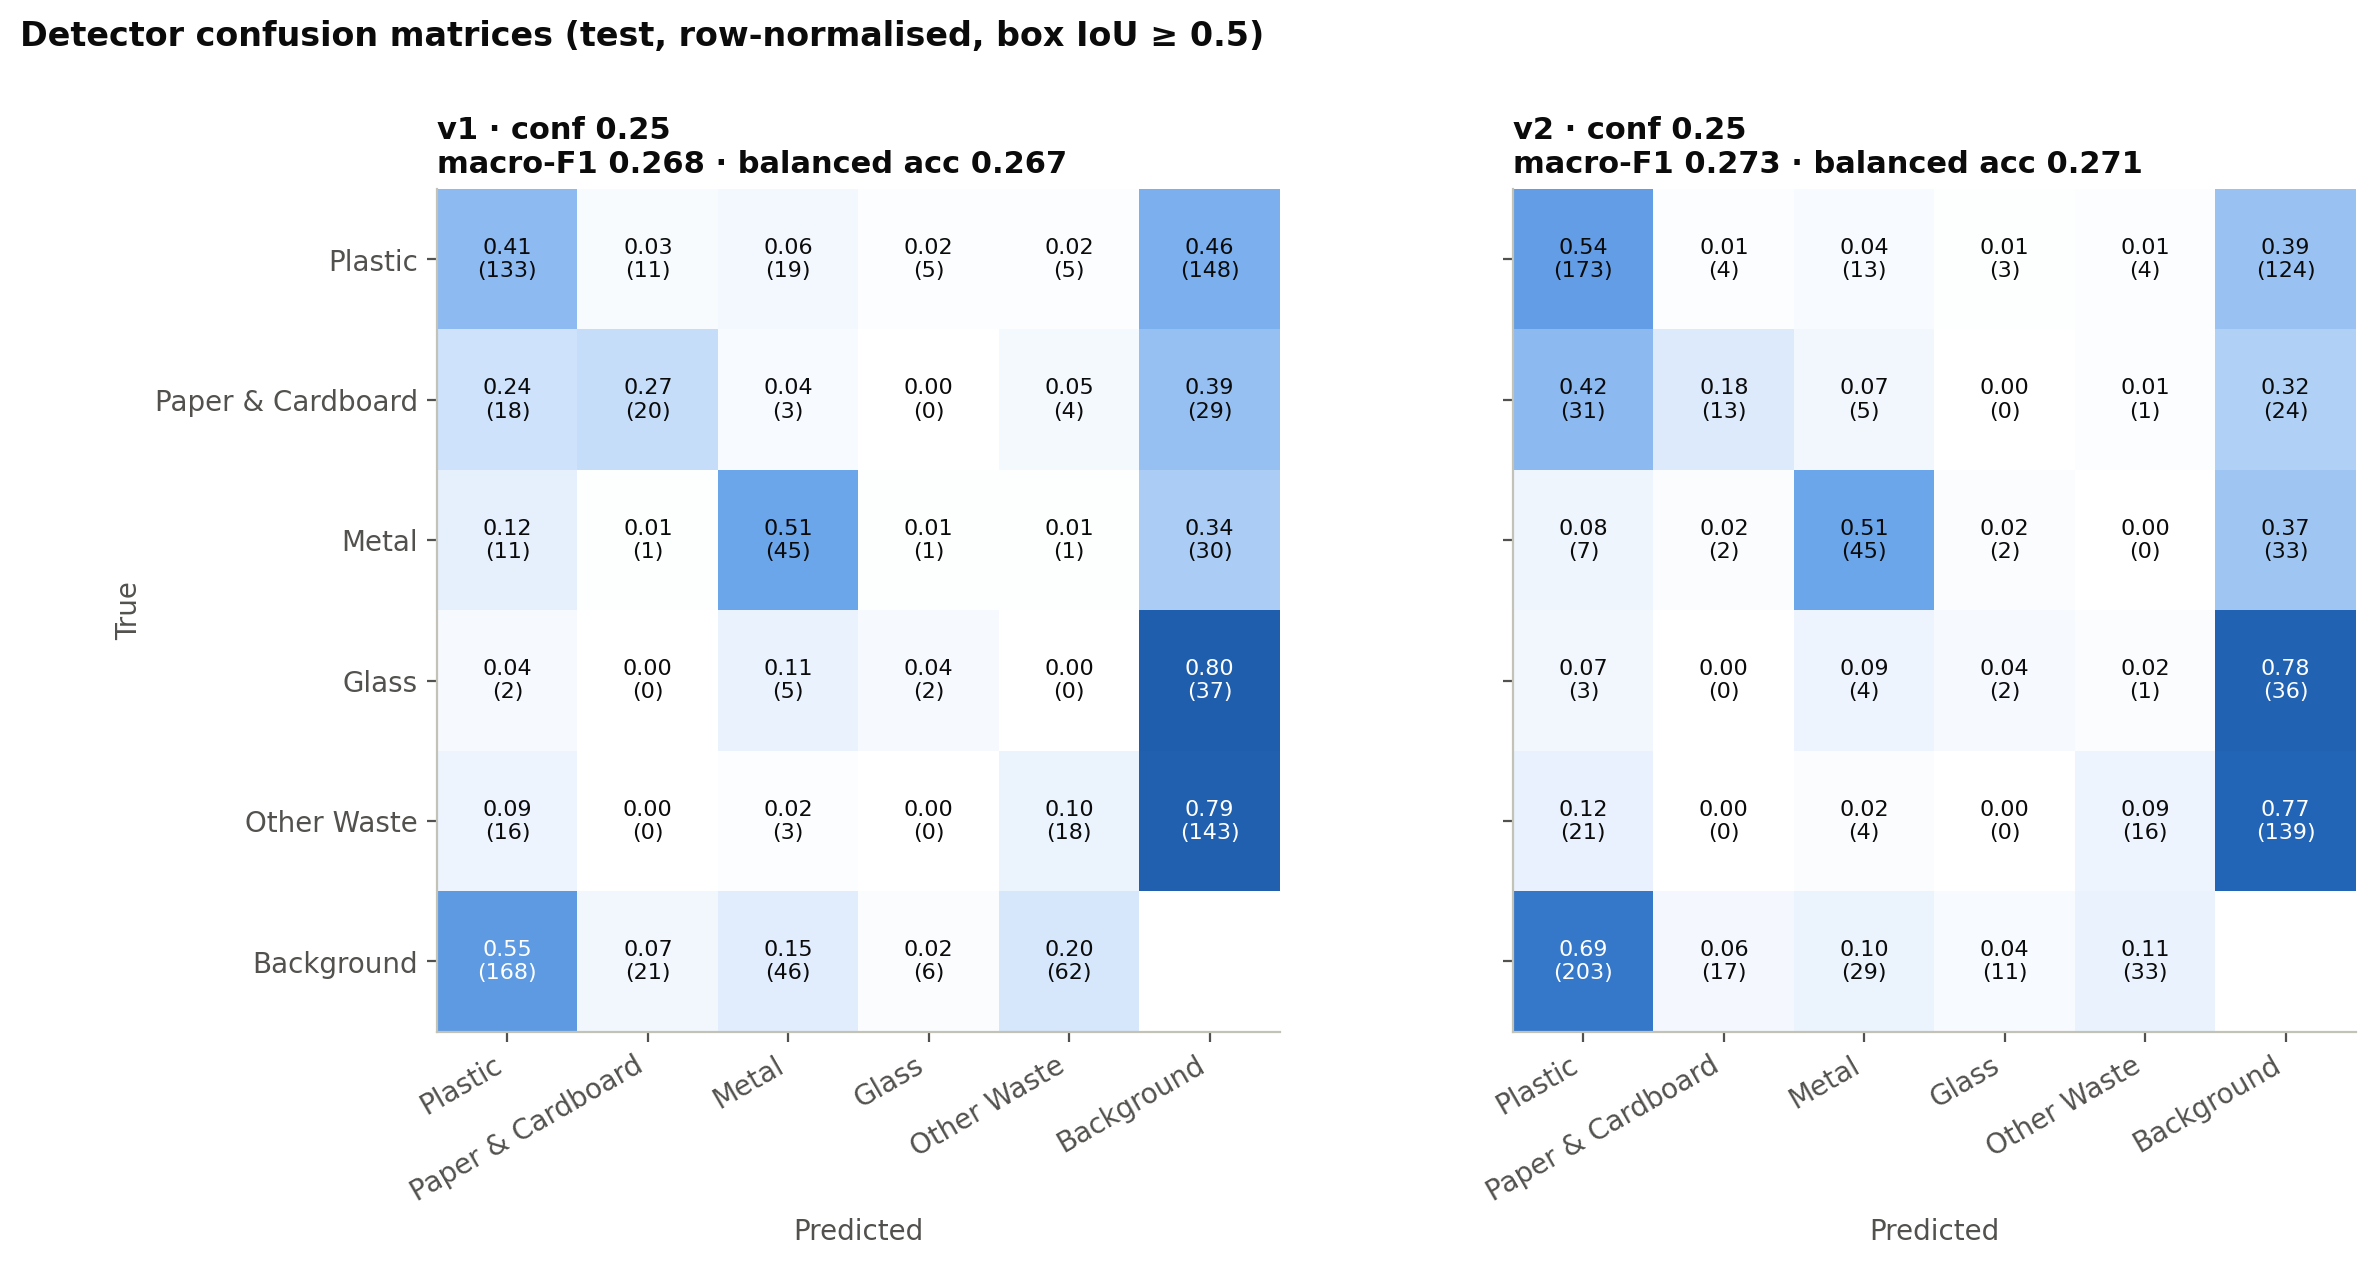 Detector confusion matrices (test, row-normalised, box IoU ≥ 0.5)
v1 · conf 0.25
macro-F1 0.268 · balanced acc 0.267
True
Plastic
0.41 0.03 0.06 0.02 0.02 0.46
(133) (11) (19) (5) (5) (148)
Paper & Cardboard
0.24 0.27 0.04 0.00 0.05 0.39
(18) (20) (3) (0) (4) (29)
Metal
0.12 0.01 0.51 0.01 0.01 0.34
(11) (1) (45) (1) (1) (30)
Glass
0.04 0.00 0.11 0.04 0.00 0.80
(2) (0) (5) (2) (0) (37)
Other Waste
0.09 0.00 0.02 0.00 0.10 0.79
(16) (0) (3) (0) (18) (143)
Background
0.55 0.07 0.15 0.02 0.20
(168) (21) (46) (6) (62)
Plastic
Paper & Cardboard
Metal
Glass
Other Waste
Background
Predicted
v2 · conf 0.25
macro-F1 0.273 · balanced acc 0.271
0.54 0.01 0.04 0.01 0.01 0.39
(173) (4) (13) (3) (4) (124)
0.42 0.18 0.07 0.00 0.01 0.32
(31) (13) (5) (0) (1) (24)
0.08 0.02 0.51 0.02 0.00 0.37
(7) (2) (45) (2) (0) (33)
0.07 0.00 0.09 0.04 0.02 0.78
(3) (0) (4) (2) (1) (36)
0.12 0.00 0.02 0.00 0.09 0.77
(21) (0) (4) (0) (16) (139)
0.69 0.06 0.10 0.04 0.11
(203) (17) (29) (11) (33)
Plastic
Paper & Cardboard
Metal
Glass
Other Waste
Background
Predicted